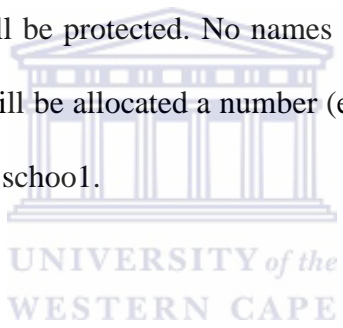 ll be protected. No names
ill be allocated a number (e
schoo1.
UNIVERSITY of the
WESTERN CAPE